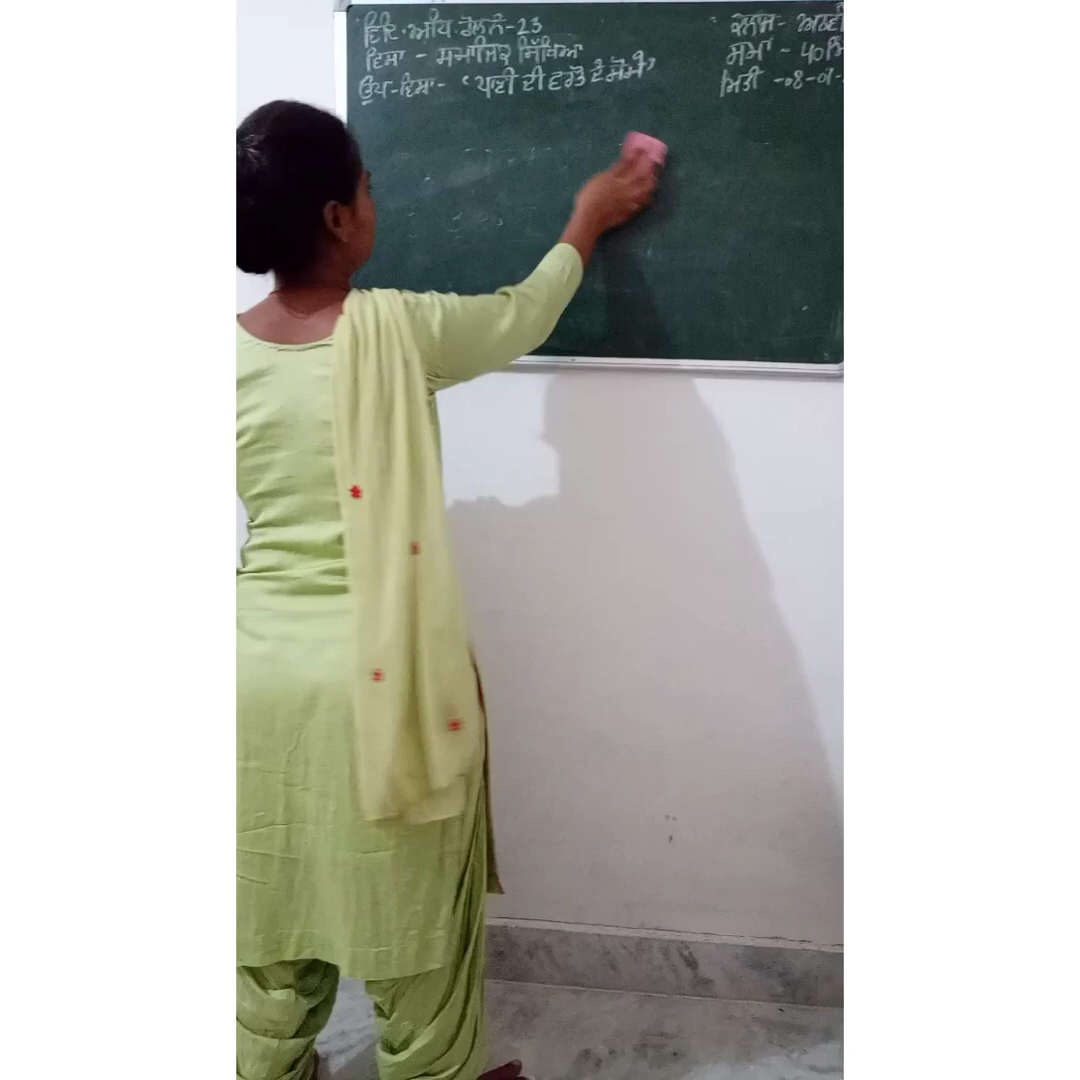 ਵਿਦਿ. ਅਧਿ. ਰੋਲ ਨੰ - 23
ਵਿਸ਼ਾ - ਸਮਾਜਿਕ ਸਿੱਖਿਆ
ਉਪ-ਵਿਸ਼ਾ - 'ਪਾਣੀ ਦੀ ਵਰਤੋਂ ਦੇ ਸੋਮੇ'
ਜਮਾਤ -
ਸਮਾਂ - 40
ਮਿਤੀ - 08-01-